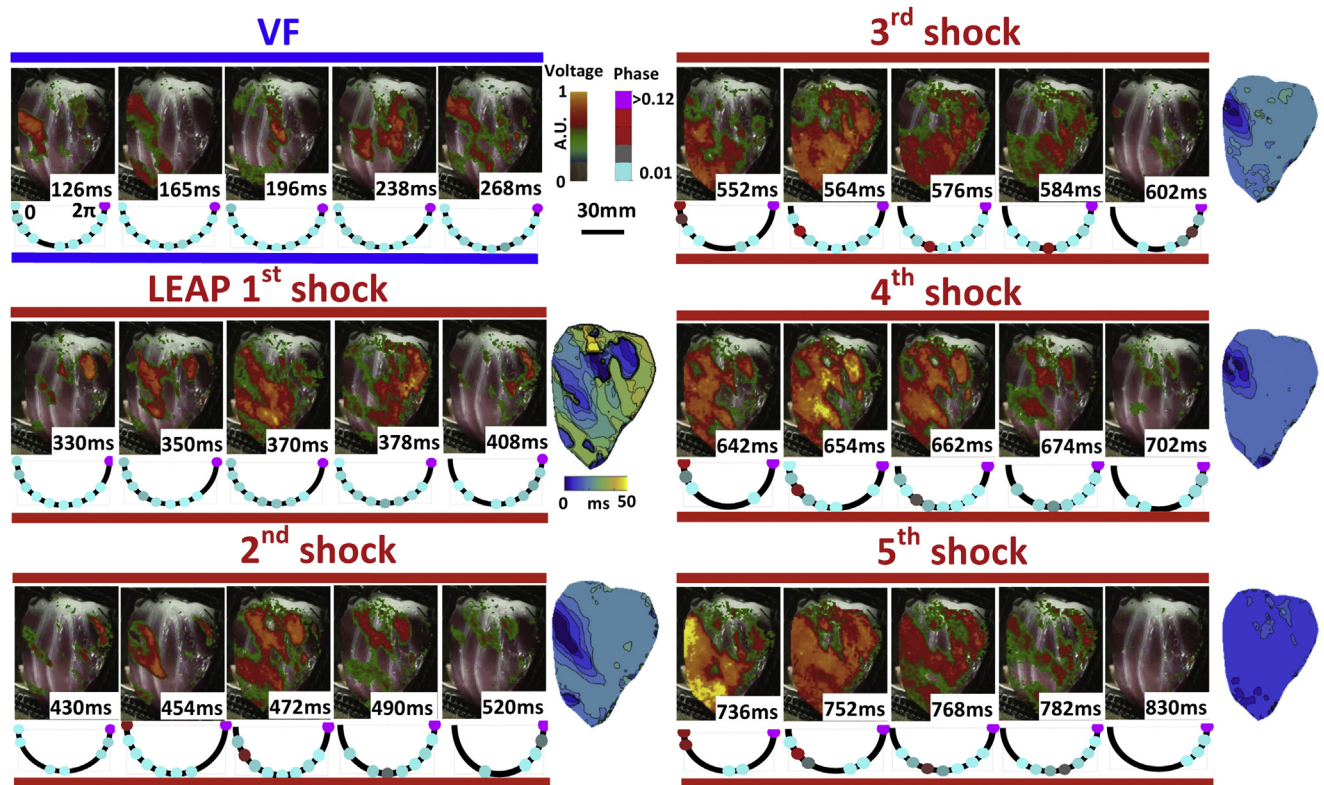 VF
126ms 165ms 196ms 238ms 268ms
0 2π
Voltage Phase
1 >0.12
A.U.
0 0.01
30mm
LEAP 1st shock
330ms 350ms 370ms 378ms 408ms
0 ms 50
2nd shock
430ms 454ms 472ms 490ms 520ms
3rd shock
552ms 564ms 576ms 584ms 602ms
4th shock
642ms 654ms 662ms 674ms 702ms
5th shock
736ms 752ms 768ms 782ms 830ms